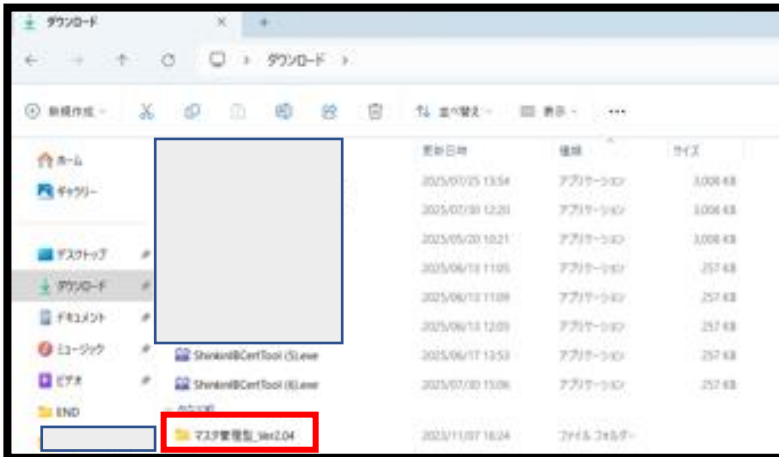 ダウンロード
ダウンロード
新規作成
並べ替え
表示
更新日時 種類 サイズ
ホーム
ギャラリー
デスクトップ
ダウンロード
ドキュメント
ミュージック
ビデオ
END
2025/07/25 13:54 アプリケーション 3,008 KB
2025/07/30 12:20 アプリケーション 3,008 KB
2025/05/20 10:21 アプリケーション 3,008 KB
2025/06/13 11:05 アプリケーション 257 KB
2025/06/13 11:09 アプリケーション 257 KB
2025/06/13 12:03 アプリケーション 257 KB
ShinkinIBCertTool (5).exe 2025/06/17 13:53 アプリケーション 257 KB
ShinkinIBCertTool (6).exe 2025/07/30 15:06 アプリケーション 257 KB
マスタ管理型_Ver2.04 2023/11/07 16:24 ファイル フォルダー